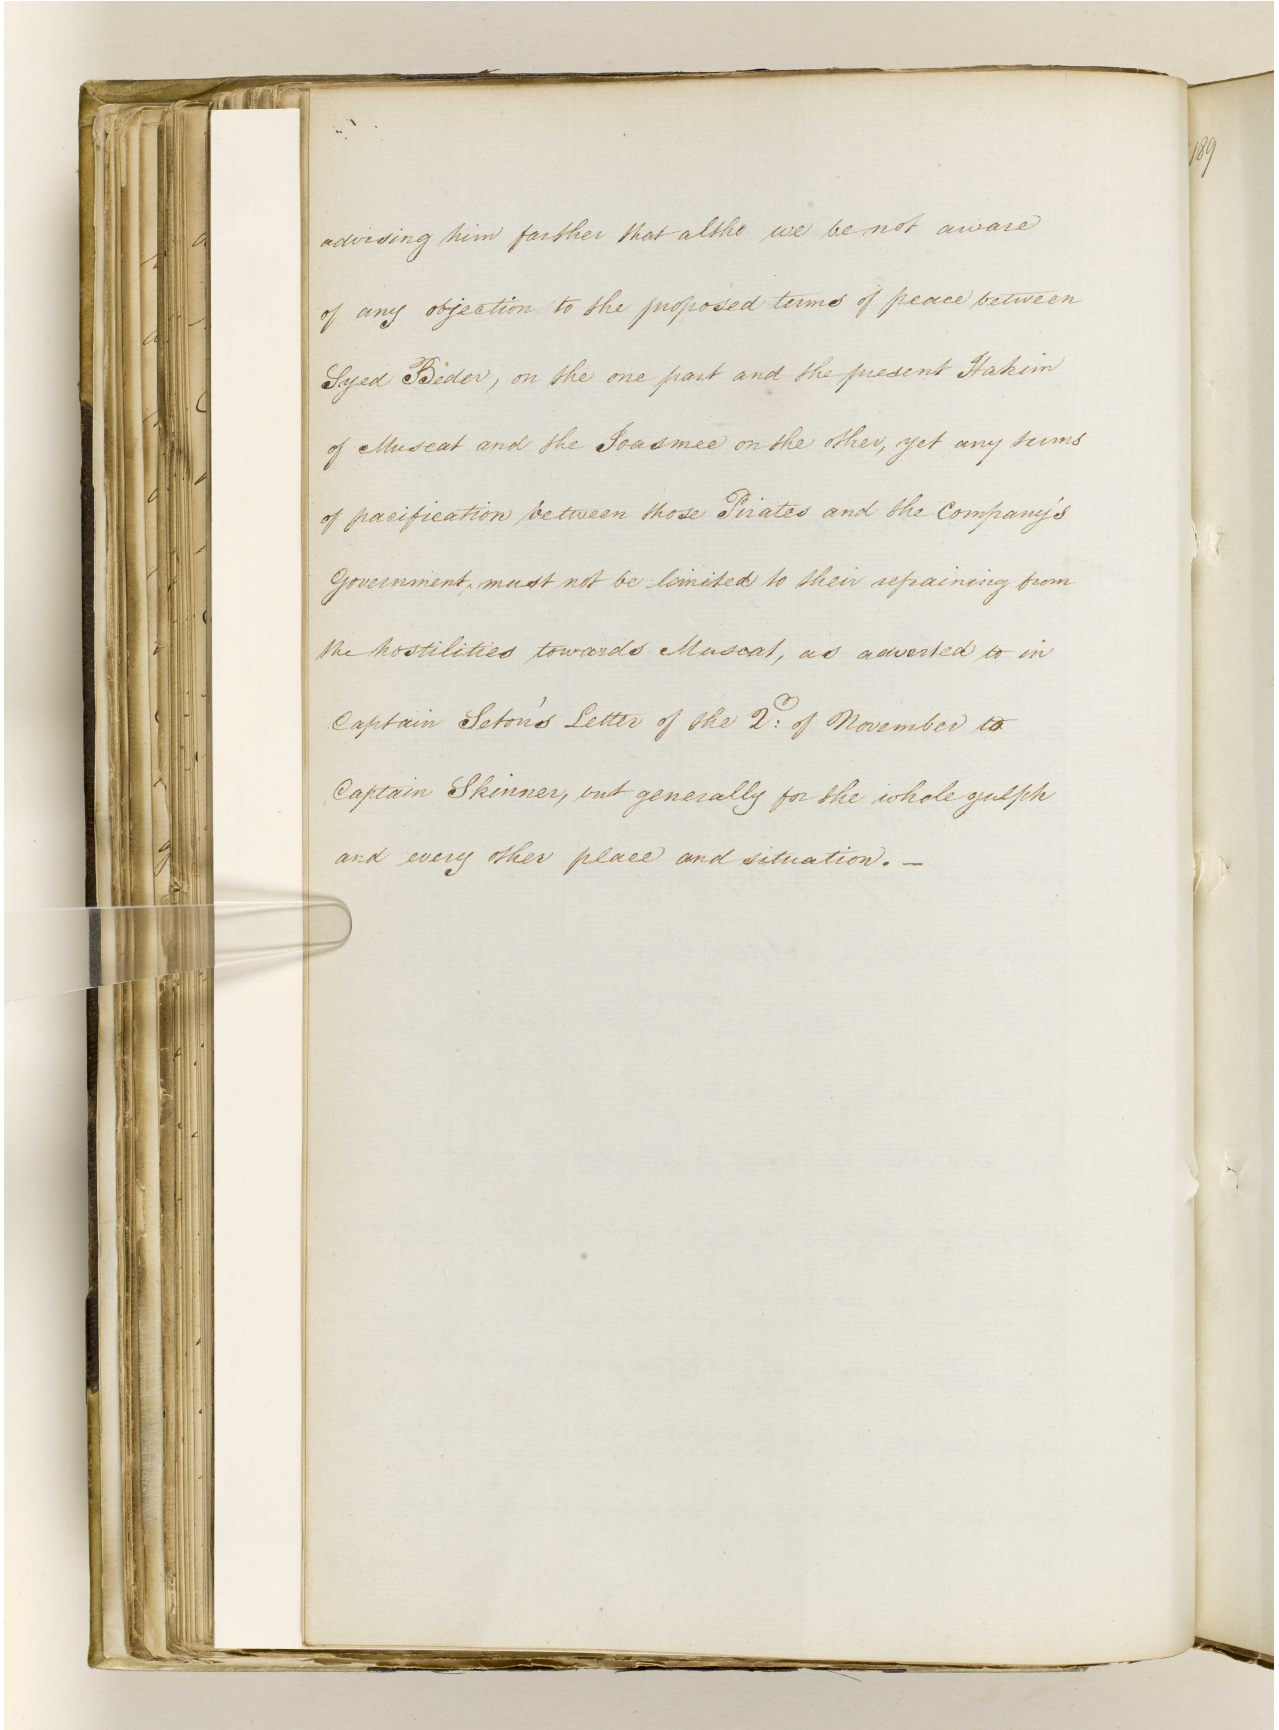 189
advising him farther that altho we be not aware
of any objection to the proposed terms of peace between
Syed Beder, on the one part and the present Hakim
of Muscat and the Joasmee on the other, yet any terms
of pacification between those Pirates and the Company's
Government, must not be limited to their refraining from
the hostilities towards Muscat, as adverted to in
Captain Seton's Letter of the 2d: of November to
Captain Skinner, but generally for the whole gulph
and every other place and situation. —